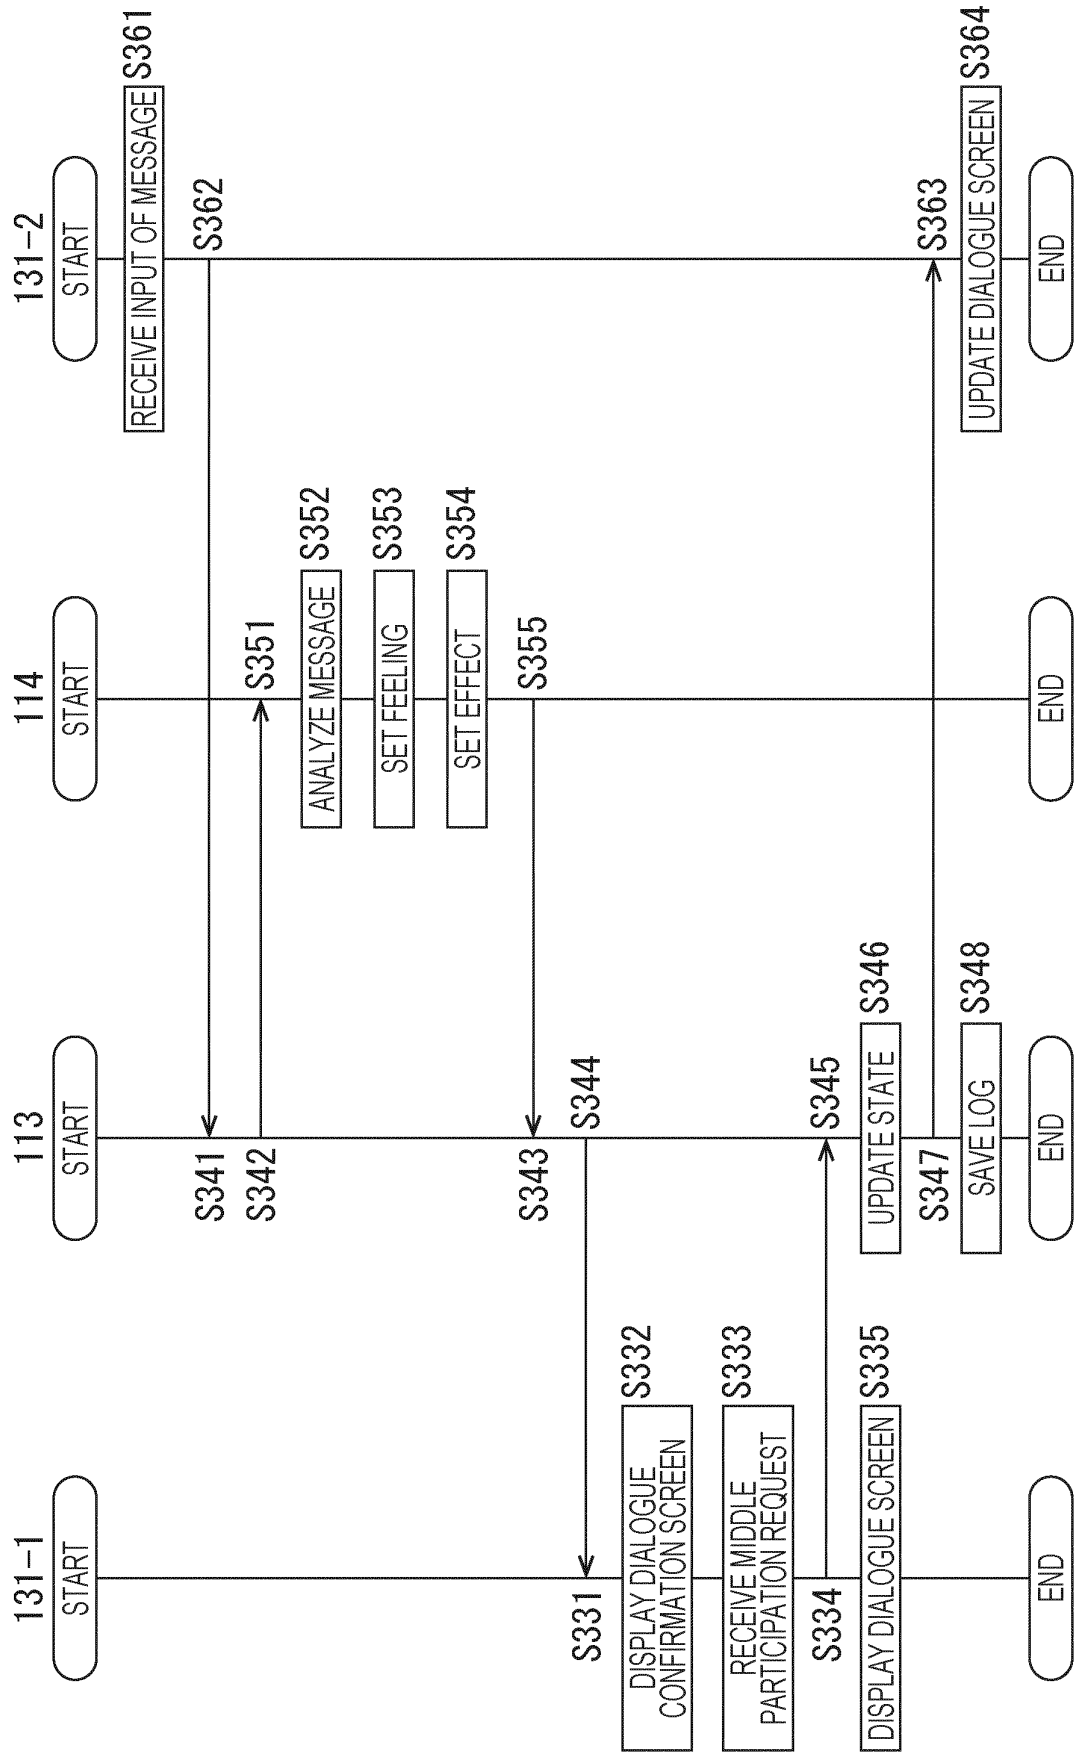 131-1
START
S331
DISPLAY DIALOGUE
CONFIRMATION SCREEN
S332
RECEIVE MIDDLE
PARTICIPATION REQUEST
S333
S334
DISPLAY DIALOGUE SCREEN
S335
END
113
START
S341
S342
S343
S344
S345
UPDATE STATE
S346
S347
SAVE LOG
S348
END
114
START
S351
ANALYZE MESSAGE
S352
SET FEELING
S353
SET EFFECT
S354
S355
END
131-2
START
RECEIVE INPUT OF MESSAGE
S361
S362
S363
UPDATE DIALOGUE SCREEN
S364
END